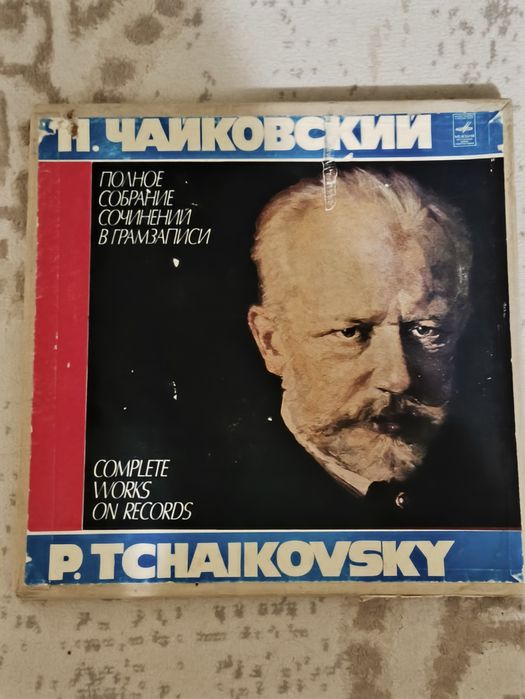 П. ЧАЙКОВСКИЙ
ПОЛНОЕ
СОБРАНИЕ
СОЧИНЕНИЙ
В ГРАМЗАПИСИ
COMPLETE
WORKS
ON RECORDS
P. TCHAIKOVSKY